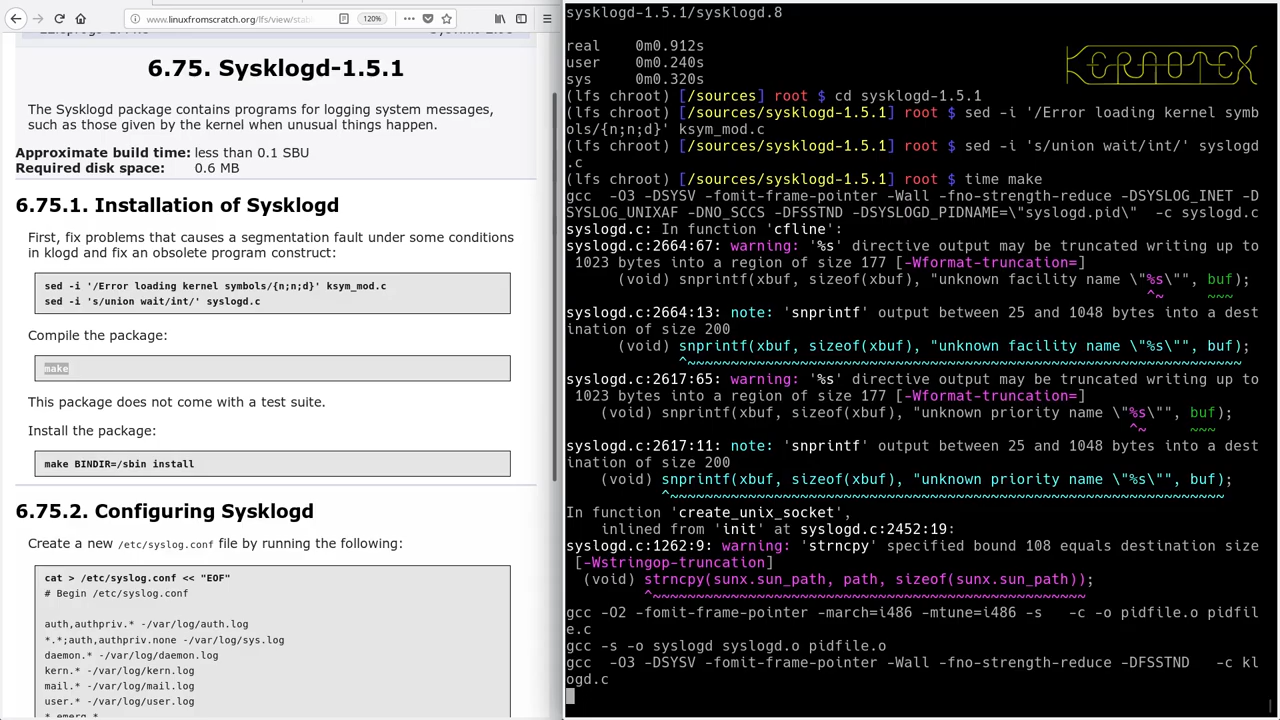 www.linuxfromscratch.org/lfs/view/stab
120%
6.75. Sysklogd-1.5.1
The Sysklogd package contains programs for logging system messages,
such as those given by the kernel when unusual things happen.
Approximate build time: less than 0.1 SBU
Required disk space: 0.6 MB
6.75.1. Installation of Sysklogd
First, fix problems that causes a segmentation fault under some conditions
in klogd and fix an obsolete program construct:
sed -i '/Error loading kernel symbols/{n;n;d}' ksym_mod.c
sed -i 's/union wait/int/' syslogd.c
Compile the package:
make
This package does not come with a test suite.
Install the package:
make BINDIR=/sbin install
6.75.2. Configuring Sysklogd
Create a new /etc/syslog.conf file by running the following:
cat > /etc/syslog.conf << "EOF"
# Begin /etc/syslog.conf
auth,authpriv.* -/var/log/auth.log
*.*;auth,authpriv.none -/var/log/sys.log
daemon.* -/var/log/daemon.log
kern.* -/var/log/kern.log
mail.* -/var/log/mail.log
user.* -/var/log/user.log
*.emerg *
sysklogd-1.5.1/sysklogd.8
real 0m0.912s
user 0m0.240s
sys 0m0.320s
(lfs chroot) [/sources] root $ cd sysklogd-1.5.1
(lfs chroot) [/sources/sysklogd-1.5.1] root $ sed -i '/Error loading kernel symb
ols/{n;n;d}' ksym_mod.c
(lfs chroot) [/sources/sysklogd-1.5.1] root $ sed -i 's/union wait/int/' syslogd
.c
(lfs chroot) [/sources/sysklogd-1.5.1] root $ time make
gcc -O3 -DSYSV -fomit-frame-pointer -Wall -fno-strength-reduce -DSYSLOG_INET -D
SYSLOG_UNIXAF -DNO_SCCS -DFSSTND -DSYSLOGD_PIDNAME=\"syslogd.pid\" -c syslogd.c
syslogd.c: In function 'cfline':
syslogd.c:2664:67: warning: '%s' directive output may be truncated writing up to
1023 bytes into a region of size 177 [-Wformat-truncation=]
(void) snprintf(xbuf, sizeof(xbuf), "unknown facility name \"%s\"", buf);
^~ ~~~
syslogd.c:2664:13: note: 'snprintf' output between 25 and 1048 bytes into a dest
ination of size 200
(void) snprintf(xbuf, sizeof(xbuf), "unknown facility name \"%s\"", buf);
^~~~~~~~~~~~~~~~~~~~~~~~~~~~~~~~~~~~~~~~~~~~~~~~~~~~~~~~~~~~~~~~~
syslogd.c:2617:65: warning: '%s' directive output may be truncated writing up to
1023 bytes into a region of size 177 [-Wformat-truncation=]
(void) snprintf(xbuf, sizeof(xbuf), "unknown priority name \"%s\"", buf);
^~ ~~~
syslogd.c:2617:11: note: 'snprintf' output between 25 and 1048 bytes into a dest
ination of size 200
(void) snprintf(xbuf, sizeof(xbuf), "unknown priority name \"%s\"", buf);
^~~~~~~~~~~~~~~~~~~~~~~~~~~~~~~~~~~~~~~~~~~~~~~~~~~~~~~~~~~~~~~~~
In function 'create_unix_socket',
inlined from 'init' at syslogd.c:2452:19:
syslogd.c:1262:9: warning: 'strncpy' specified bound 108 equals destination size
[-Wstringop-truncation]
(void) strncpy(sunx.sun_path, path, sizeof(sunx.sun_path));
^~~~~~~~~~~~~~~~~~~~~~~~~~~~~~~~~~~~~~~~~~~~~~~~~~~
gcc -O2 -fomit-frame-pointer -march=i486 -mtune=i486 -s -c -o pidfile.o pidfil
e.c
gcc -s -o syslogd syslogd.o pidfile.o
gcc -O3 -DSYSV -fomit-frame-pointer -Wall -fno-strength-reduce -DFSSTND -c kl
ogd.c